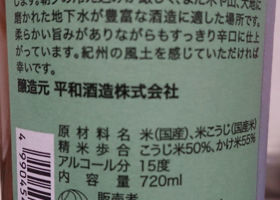 磨かれた地下水が豊富な酒造に適した場所です。
柔らかい旨みがありながらもすっきり辛口に仕上
がっています。紀州の風土を感じていただければ
幸いです。
醸造元 平和酒造株式会社
原材料名 米(国産)、米こうじ(国産米)
精米歩合 こうじ米50%、かけ米55%
アルコール分 15度
内容量 720ml
販売者
4990454